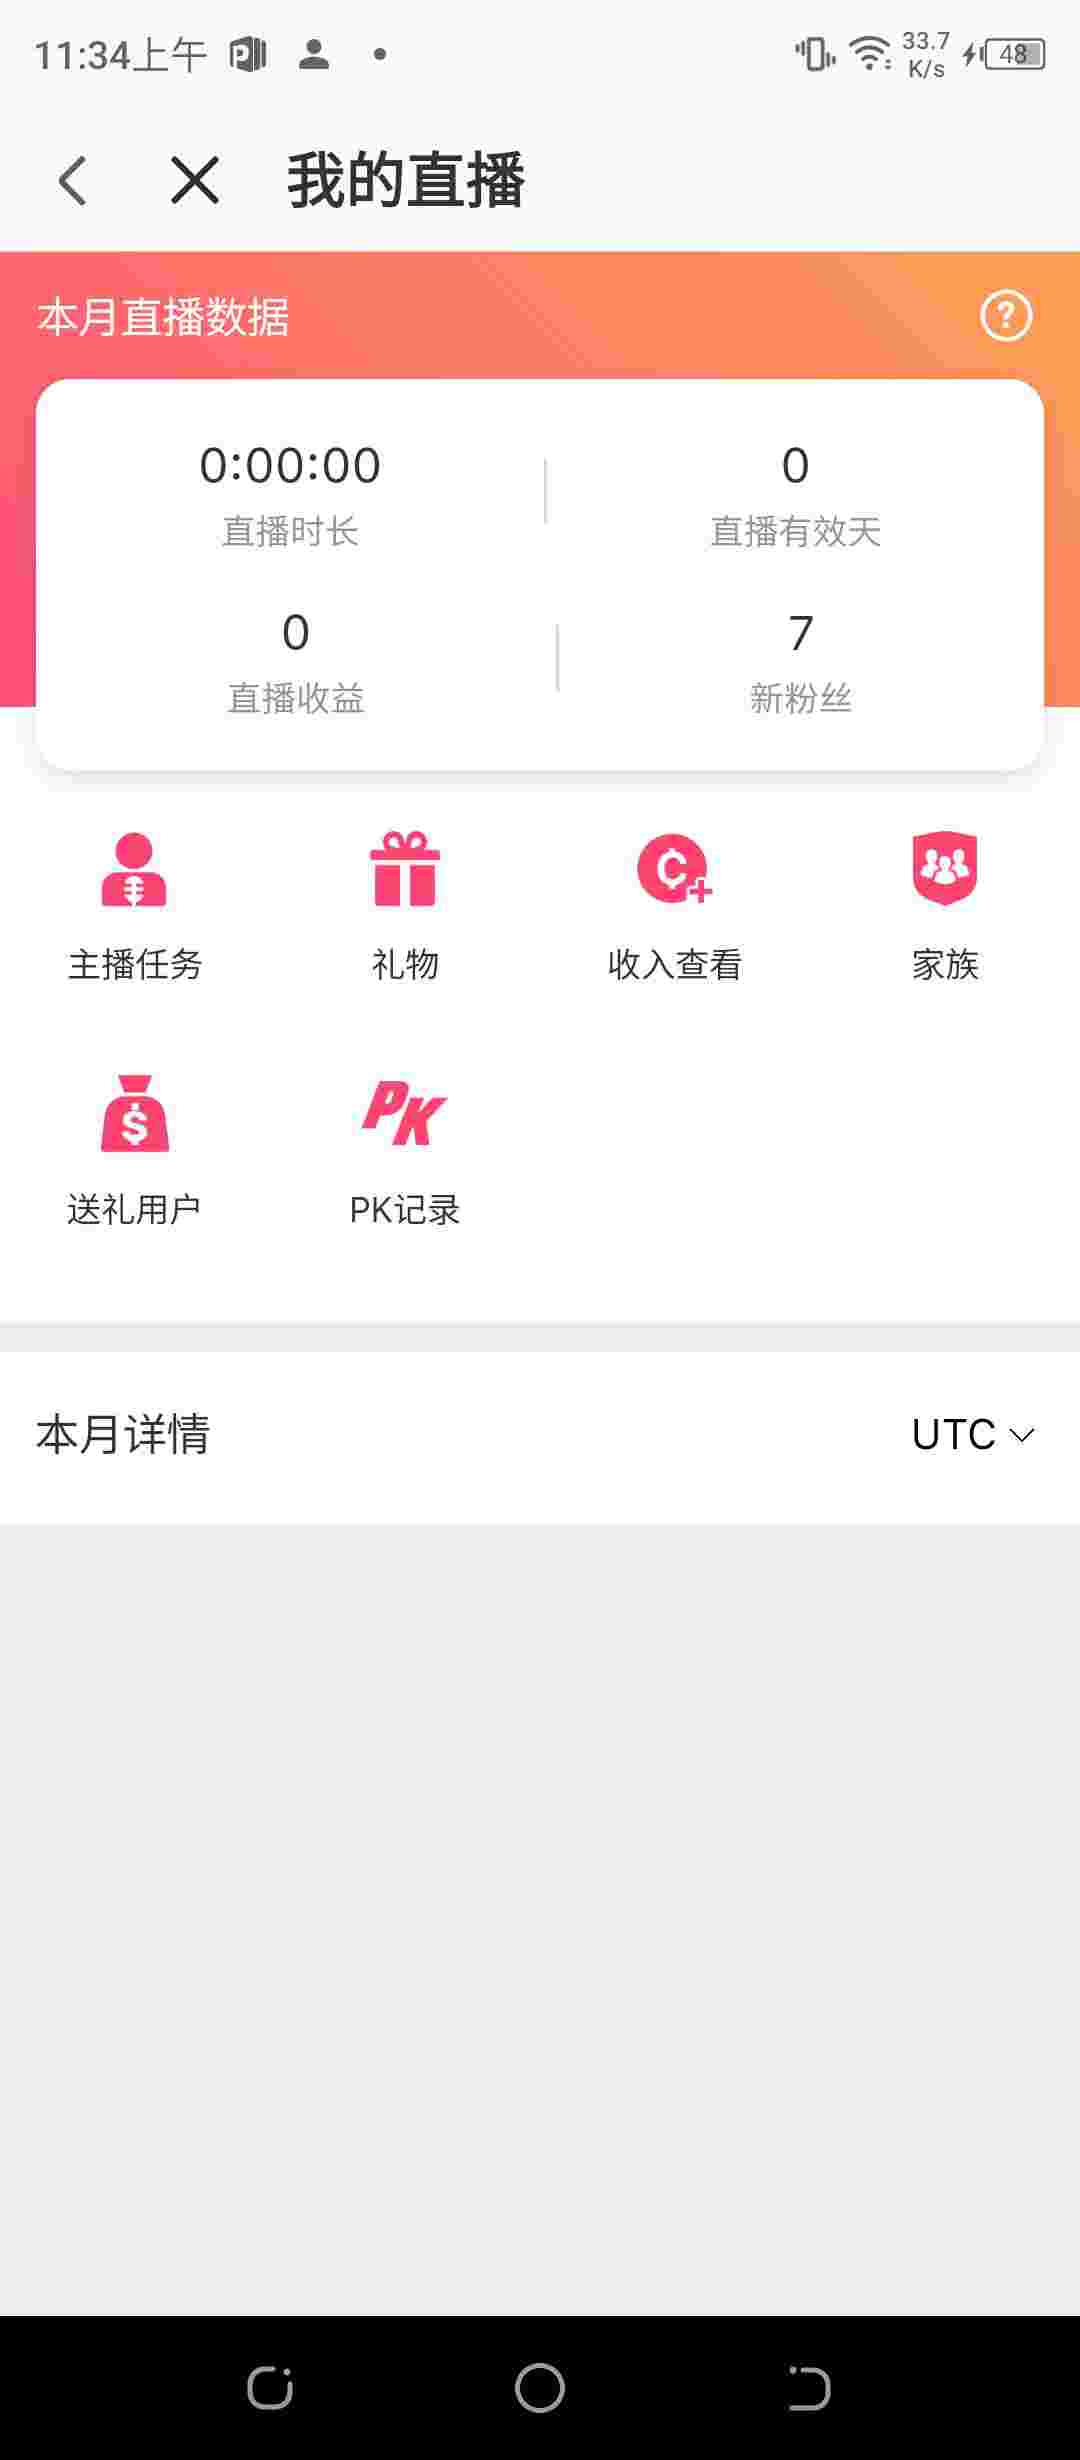 11:34上午
33.7
K/s
48
我的直播
本月直播数据
0:00:00
0
直播时长
直播有效天
0
7
直播收益
新粉丝
主播任务
礼物
收入查看
家族
PK
送礼用户
PK记录
本月详情
UTC